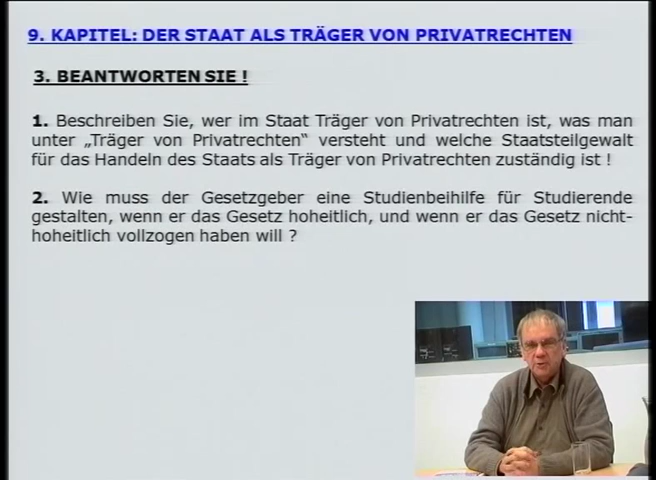 9. KAPITEL: DER STAAT ALS TRÄGER VON PRIVATRECHTEN
3. BEANTWORTEN SIE !
1. Beschreiben Sie, wer im Staat Träger von Privatrechten ist, was man
unter „Träger von Privatrechten“ versteht und welche Staatsteilgewalt
für das Handeln des Staats als Träger von Privatrechten zuständig ist !
2. Wie muss der Gesetzgeber eine Studienbeihilfe für Studierende
gestalten, wenn er das Gesetz hoheitlich, und wenn er das Gesetz nicht-
hoheitlich vollzogen haben will ?